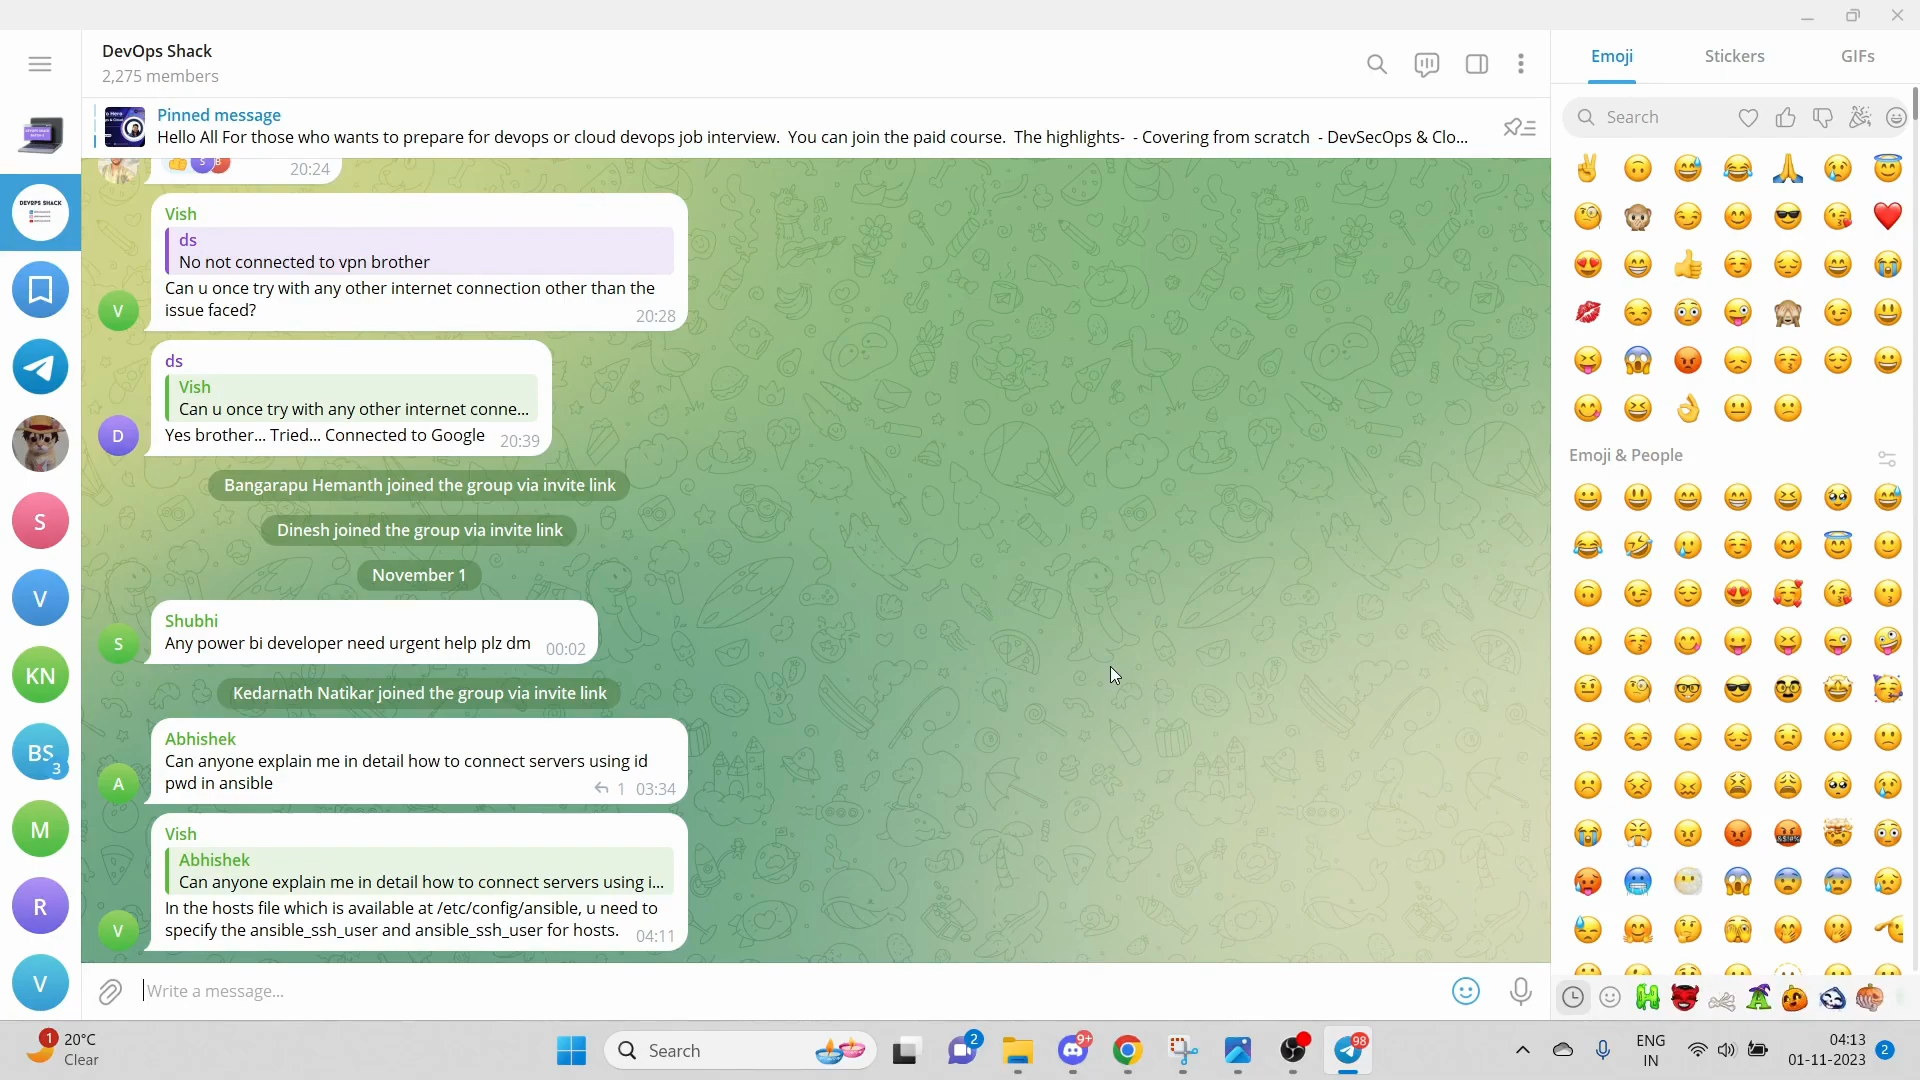 DevOps Shack
2,275 members
Pinned message
Hello All For those who wants to prepare for devops or cloud devops job interview.  You can join the paid course.  The highlights-  - Covering from scratch  - DevSecOps & Clo...
S B
20:24
Vish
ds
No not connected to vpn brother
Can u once try with any other internet connection other than the
issue faced?
20:28
V
ds
Vish
Can u once try with any other internet conne...
Yes brother... Tried... Connected to Google 20:39
D
Bangarapu Hemanth joined the group via invite link
Dinesh joined the group via invite link
November 1
Shubhi
Any power bi developer need urgent help plz dm 00:02
S
Kedarnath Natikar joined the group via invite link
Abhishek
Can anyone explain me in detail how to connect servers using id
pwd in ansible
1 03:34
A
Vish
Abhishek
Can anyone explain me in detail how to connect servers using i...
In the hosts file which is available at /etc/config/ansible, u need to
specify the ansible_ssh_user and ansible_ssh_user for hosts. 04:11
V
Write a message...
DEVOPS SHACK
S
V
KN
BS
3
M
R
V
Emoji Stickers GIFs
Search
Emoji & People
1
20°C
Clear
Search
2
9+
98
ENG
IN
04:13
01-11-2023
2